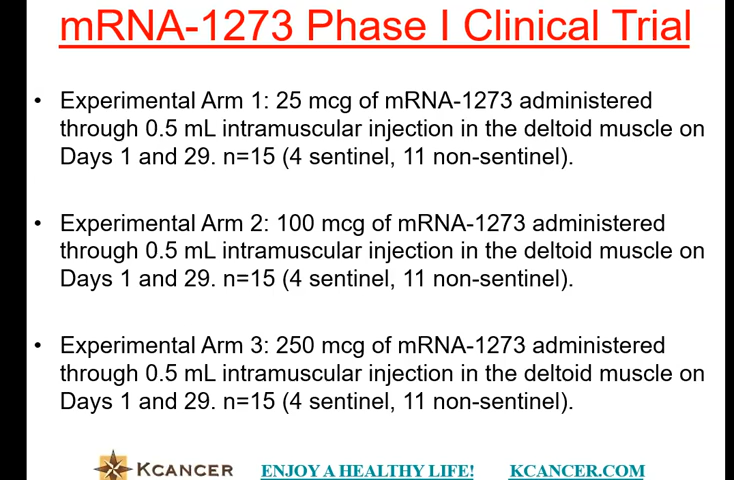 mRNA-1273 Phase I Clinical Trial
• Experimental Arm 1: 25 mcg of mRNA-1273 administered
through 0.5 mL intramuscular injection in the deltoid muscle on
Days 1 and 29. n=15 (4 sentinel, 11 non-sentinel).
• Experimental Arm 2: 100 mcg of mRNA-1273 administered
through 0.5 mL intramuscular injection in the deltoid muscle on
Days 1 and 29. n=15 (4 sentinel, 11 non-sentinel).
• Experimental Arm 3: 250 mcg of mRNA-1273 administered
through 0.5 mL intramuscular injection in the deltoid muscle on
Days 1 and 29. n=15 (4 sentinel, 11 non-sentinel).
KCANCER ENJOY A HEALTHY LIFE! KCANCER.COM